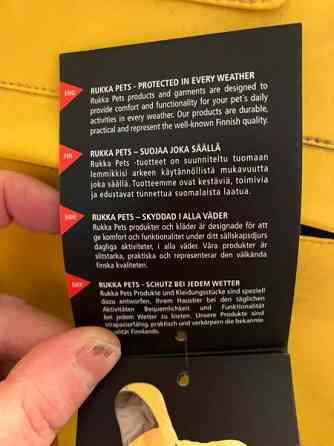 ENG
RUKKA PETS - PROTECTED IN EVERY WEATHER
Rukka Pets products and garments are designed to
provide comfort and functionality for your pet´s daily
activities in every weather. Our products are durable,
practical and represent the well-known Finnish quality.
FIN
RUKKA PETS – SUOJAA JOKA SÄÄLLÄ
Rukka Pets -tuotteet on suunniteltu tuomaan
lemmikkisi arkeen käytännöllistä mukavuutta
joka säällä. Tuotteemme ovat kestäviä, toimivia
ja edustavat tunnettua suomalaista laatua.
SWE
RUKKA PETS – SKYDDAD I ALLA VÄDER
Rukka Pets produkter och kläder är designade för att
ge komfort och funktionalitet under ditt sällskapsdjurs
dagliga aktiviteter, i alla väder. Våra produkter är
slitstarka, praktiska och representerar den välkända
finska kvaliteten.
RUKKA PETS - SCHUTZ BEI JEDEM WETTER
Rukka Pets Produkte und Kleidungsstücke sind speziell
dazu entworfen, Ihrem Haustier bei den täglichen
Aktivitäten Bequemlichkeit und Funktionalität
bei jedem Wetter zu bieten. Unsere Produkte sind
strapazierfähig, praktisch und verkörpern die bekannte
Finnlands.